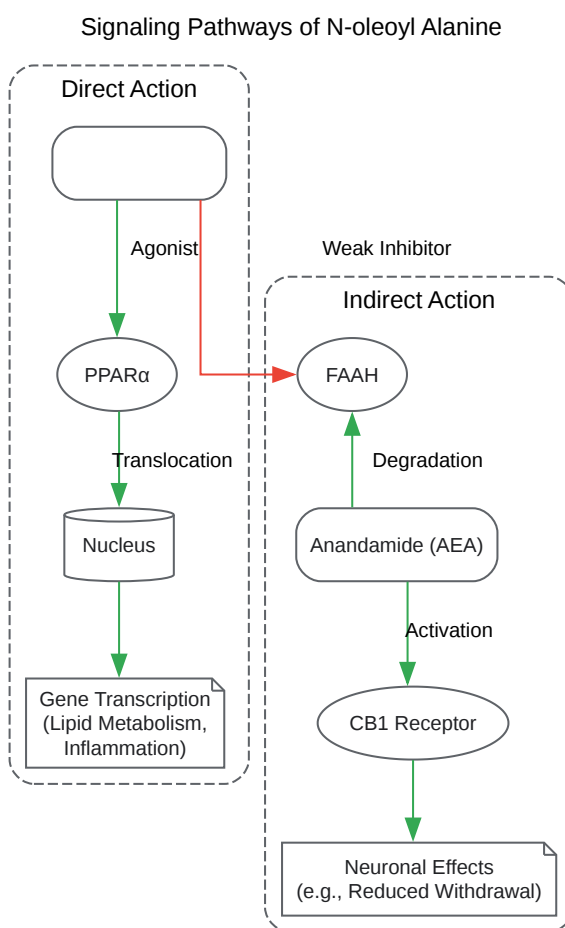 Signaling Pathways of N-oleoyl Alanine
Direct Action
Agonist
Weak Inhibitor
Indirect Action
PPARα
FAAH
Translocation
Degradation
Nucleus
Anandamide (AEA)
Activation
Gene Transcription
(Lipid Metabolism,
Inflammation)
CB1 Receptor
Neuronal Effects
(e.g., Reduced Withdrawal)